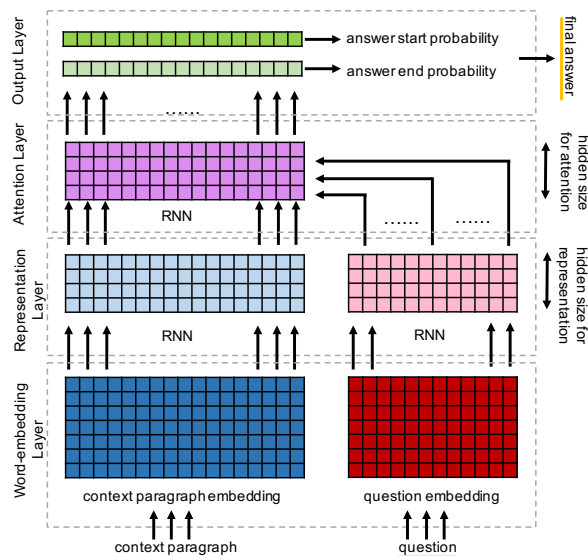 Output Layer
answer start probability
answer end probability
......
final answer
Attention Layer
RNN
......
......
hidden size
for attention
Representation
Layer
RNN
RNN
hidden size for
representation
Word-embedding
Layer
context paragraph embedding
question embedding
context paragraph
question